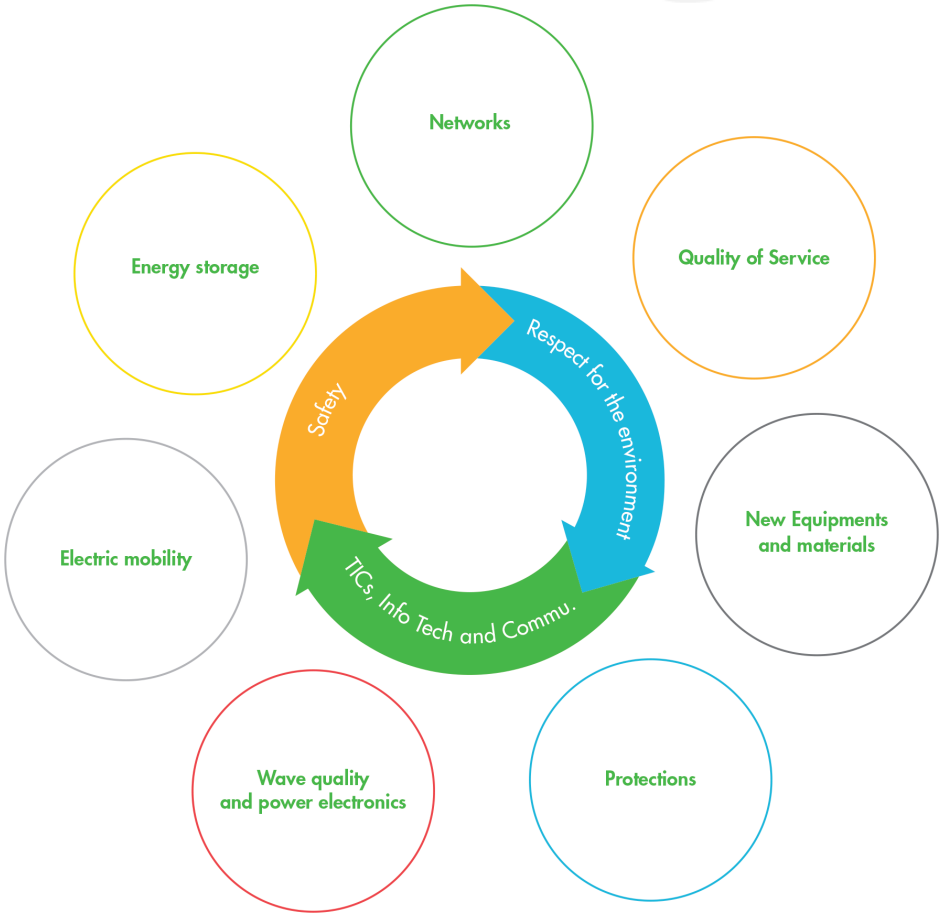 Networks
Energy storage
Quality of Service
Safety
Respect for the environment
Electric mobility
New Equipments
and materials
TICs, Info Tech and Commu.
Wave quality
and power electronics
Protections